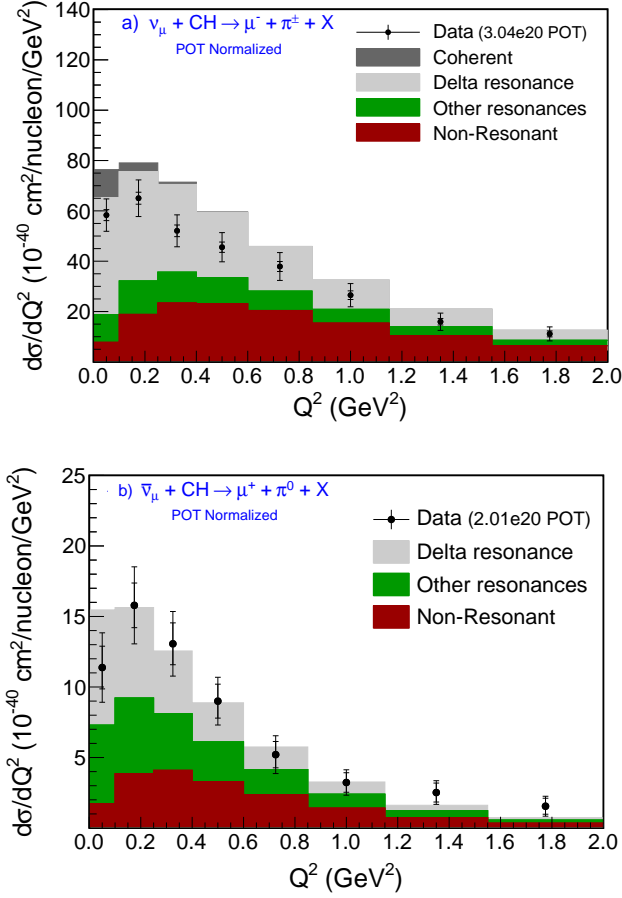 a) νμ + CH → μ- + π± + X
POT Normalized
Data (3.04e20 POT)
Coherent
Delta resonance
Other resonances
Non-Resonant
dσ/dQ² (10⁻⁴⁰ cm²/nucleon/GeV²)
140
120
100
80
60
40
20
0.0 0.2 0.4 0.6 0.8 1.0 1.2 1.4 1.6 1.8 2.0
Q² (GeV²)
b) ν̄μ + CH → μ⁺ + π⁰ + X
POT Normalized
Data (2.01e20 POT)
Delta resonance
Other resonances
Non-Resonant
dσ/dQ² (10⁻⁴⁰ cm²/nucleon/GeV²)
25
20
15
10
5
0.0 0.2 0.4 0.6 0.8 1.0 1.2 1.4 1.6 1.8 2.0
Q² (GeV²)